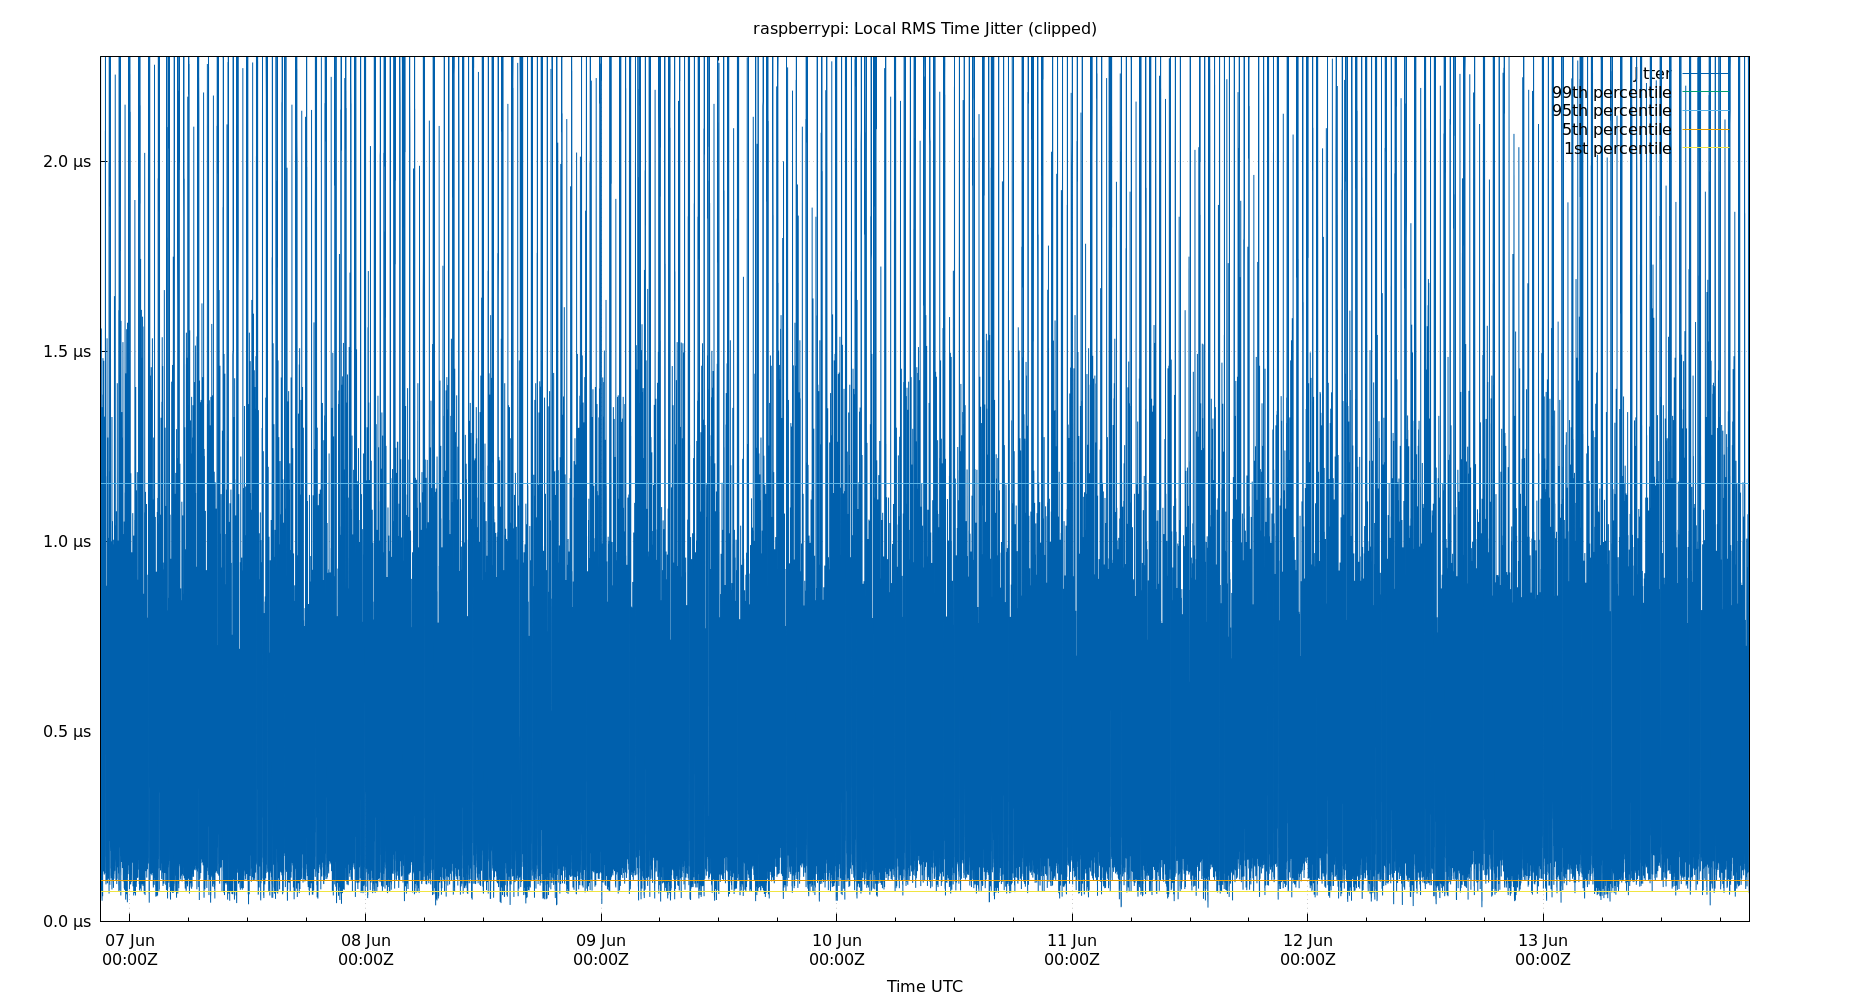 raspberrypi: Local RMS Time Jitter (clipped)
jitter
99th percentile
95th percentile
5th percentile
1st percentile
2.0 µs
1.5 µs
1.0 µs
0.5 µs
0.0 µs
07 Jun 08 Jun 09 Jun 10 Jun 11 Jun 12 Jun 13 Jun
00:00Z 00:00Z 00:00Z 00:00Z 00:00Z 00:00Z 00:00Z
Time UTC